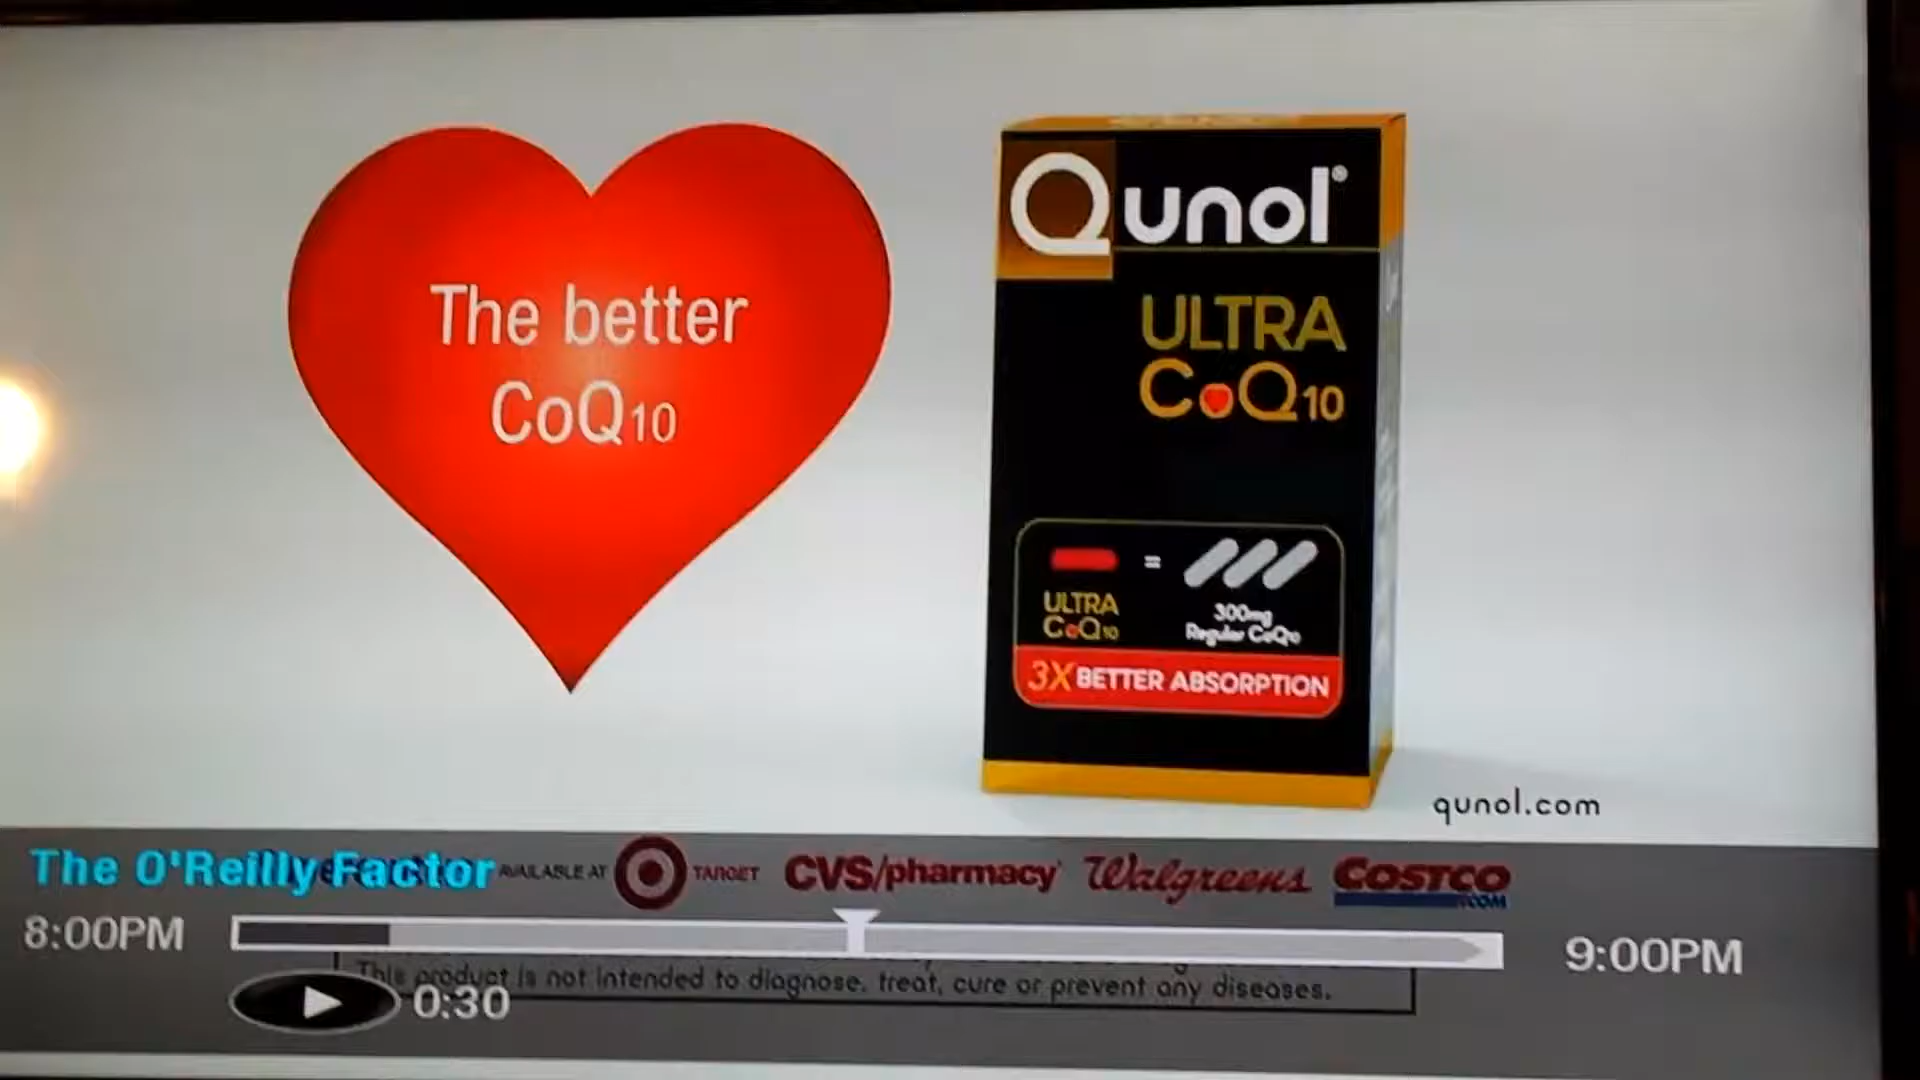 The better
CoQ10
Qunol®
ULTRA
CoQ10
=
ULTRA
CoQ10
300mg
Regular CoQ10
3X BETTER ABSORPTION
qunol.com
The O'Reilly Factor
AVAILABLE AT TARGET CVS/pharmacy Walgreens COSTCO
.COM
8:00PM
9:00PM
This product is not intended to diagnose, treat, cure or prevent any diseases.
0:30